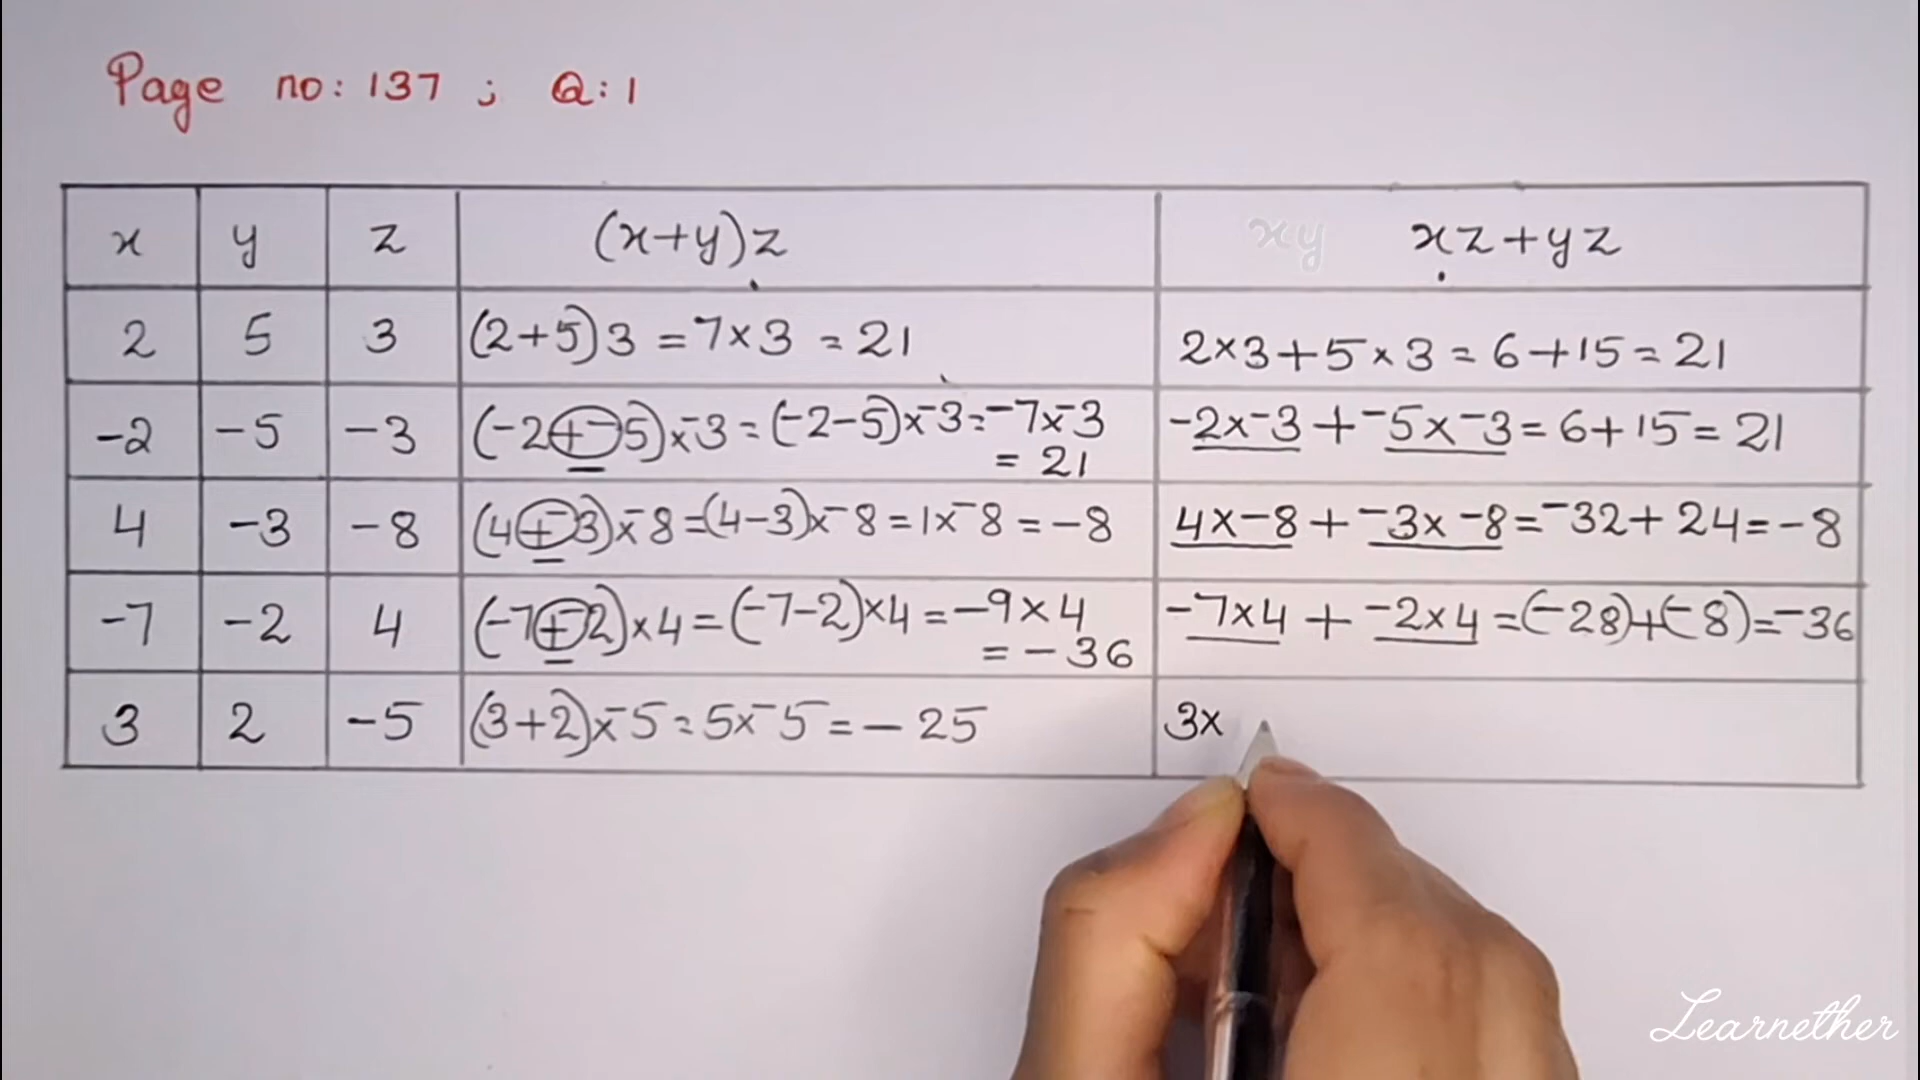 Page no: 137 ; Q: 1
x y z (x+y)z xy xz+yz
2 5 3 (2+5)3 = 7×3 = 21 2×3+5×3 = 6+15 = 21
-2 -5 -3 (-2+-5)×-3 = (-2-5)×-3 = -7×-3 -2×-3 + -5×-3 = 6+15 = 21
= 21
4 -3 -8 (4+-3)×-8 = (4-3)×-8 = 1×-8 = -8 4×-8 + -3×-8 = -32+24 = -8
-7 -2 4 (-7+-2)×4 = (-7-2)×4 = -9×4 -7×4 + -2×4 = (-28)+(-8) = -36
= -36
3 2 -5 (3+2)×-5 = 5×-5 = -25 3×
Learnether